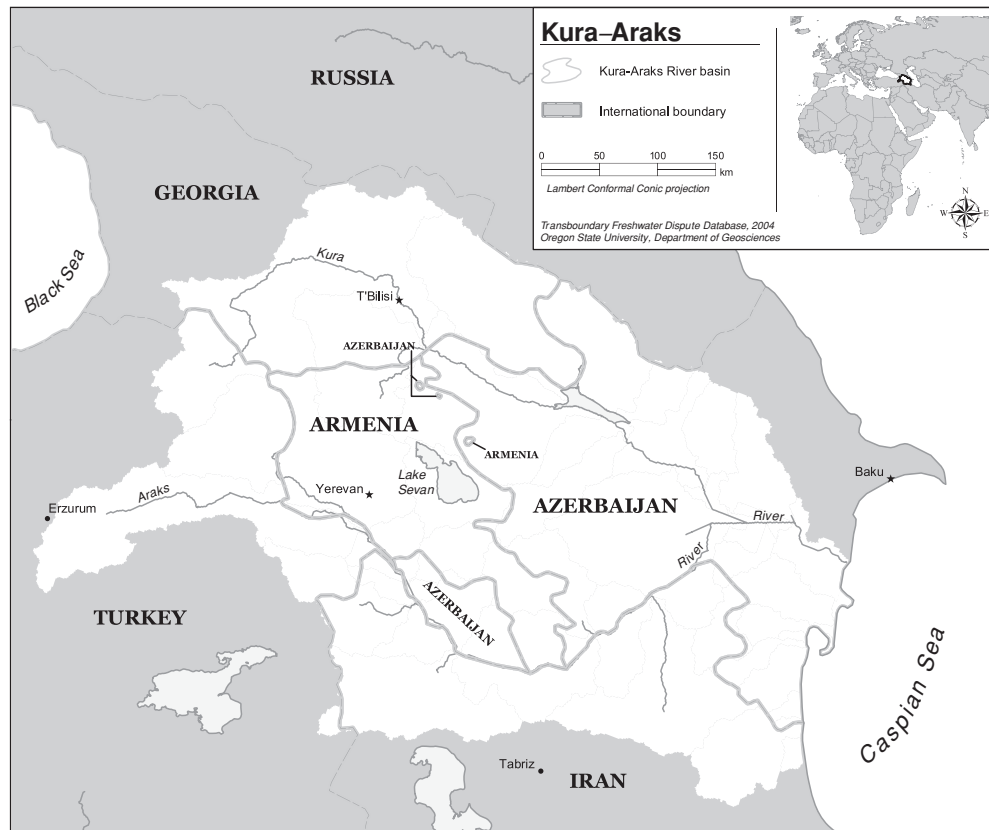 Kura–Araks
Kura-Araks River basin
International boundary
0 50 100 150
km
Lambert Conformal Conic projection
Transboundary Freshwater Dispute Database, 2004
Oregon State University, Department of Geosciences
N
W E
S
RUSSIA
GEORGIA
Black Sea
Kura
T'Bilisi
AZERBAIJAN
ARMENIA
ARMENIA
Lake
Sevan
Yerevan
Baku
AZERBAIJAN
Araks
Erzurum
River
River
AZERBAIJAN
TURKEY
Caspian Sea
Tabriz
IRAN